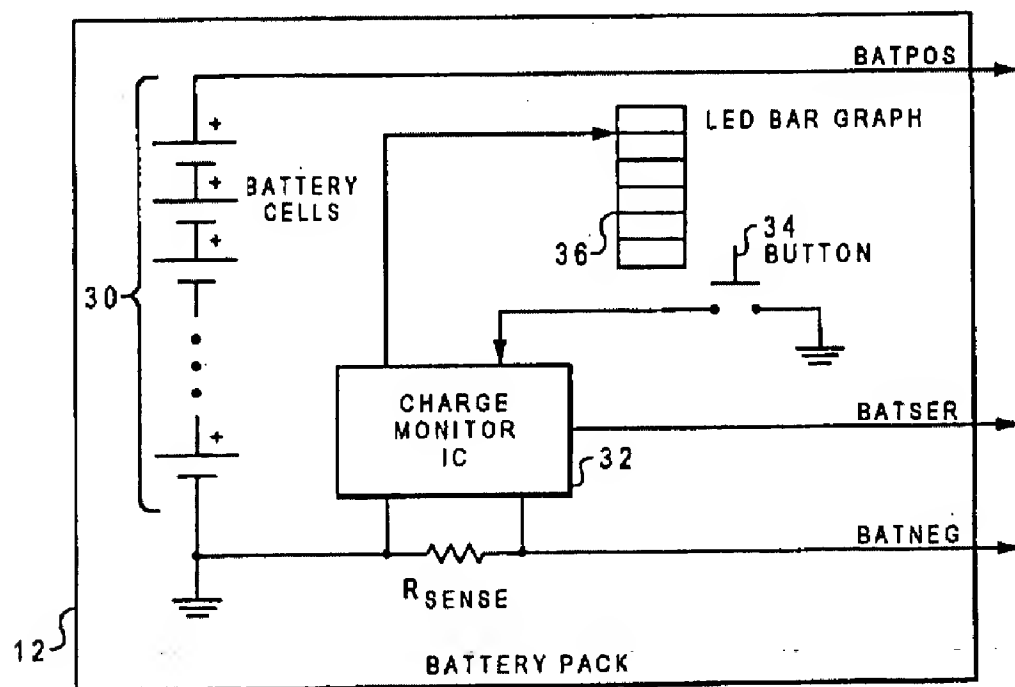 BATPOS
LED BAR GRAPH
+
+
BATTERY
CELLS
+
36
34
BUTTON
30
CHARGE
MONITOR
IC
BATSER
+
32
BATNEG
RSENSE
12
BATTERY PACK